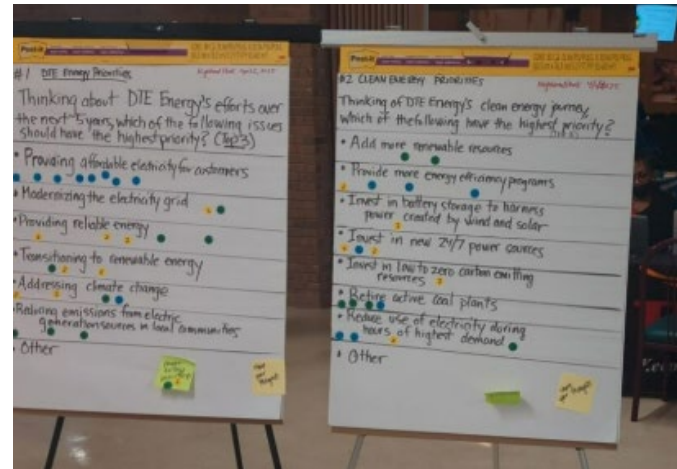 Post-it
#1 DTE Energy Priorities
Thinking about DTE Energy's efforts over
the next 5 years, which of the following issues
should have the highest priority? (Top 3)
• Providing affordable electricity for customers
• Modernizing the electricity grid
• Providing reliable energy
• Transitioning to renewable energy
• Addressing climate change
• Reducing emissions from electric
generation sources in local communities
• Other
Post-it
#2 CLEAN ENERGY PRIORITIES
Thinking of DTE Energy's clean energy journey,
which of the following have the highest priority?
• Add more renewable resources
• Provide more energy efficiency programs
• Invest in battery storage to harness
power created by wind and solar
• Invest in new 24/7 power sources
• Invest in low to zero carbon emitting
resources
• Retire active coal plants
• Reduce use of electricity during
hours of highest demand
• Other